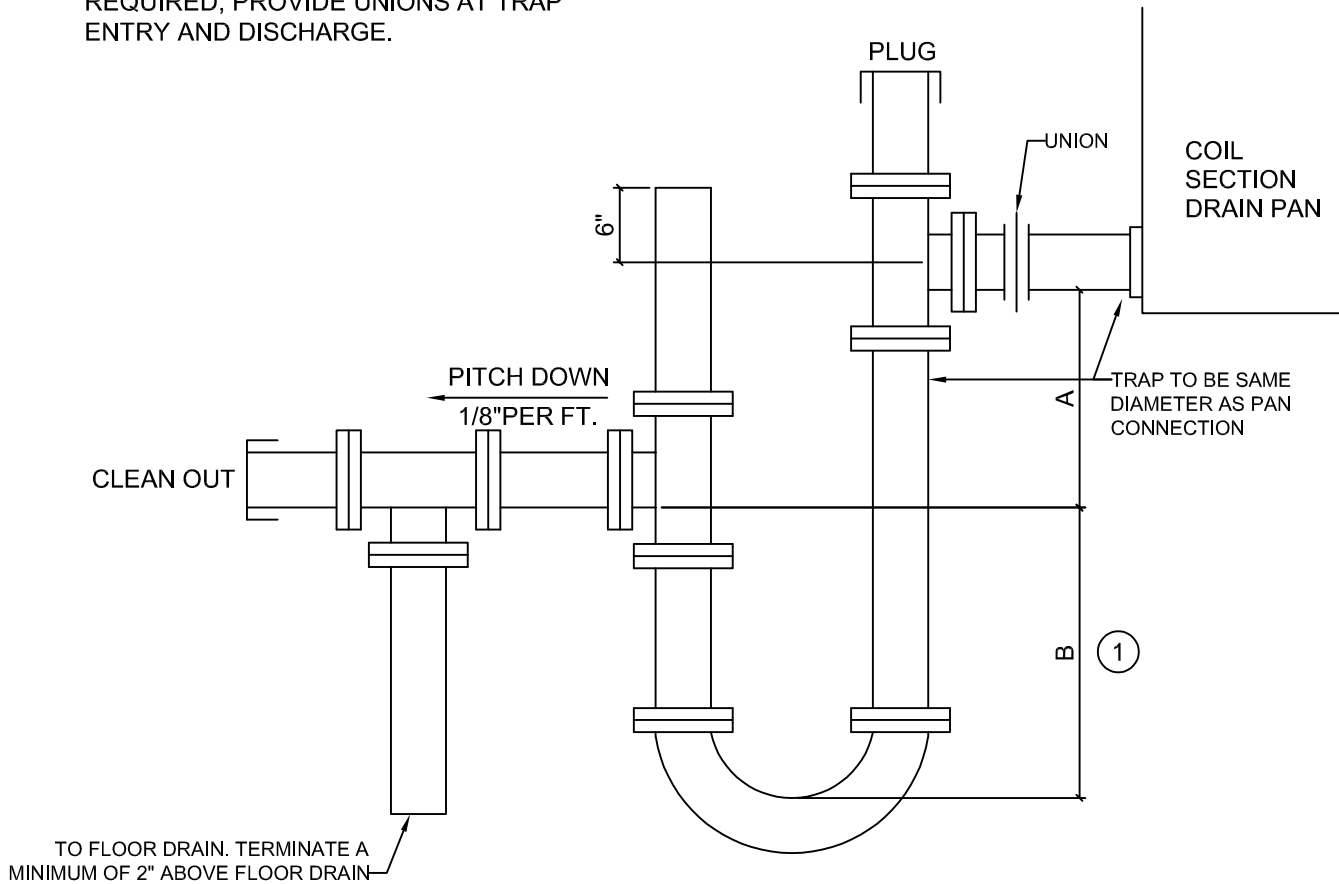 REQUIRED, PROVIDE UNIONS AT TRAP
ENTRY AND DISCHARGE.
PLUG
UNION
COIL
SECTION
DRAIN PAN
6"
PITCH DOWN
1/8"PER FT.
TRAP TO BE SAME
DIAMETER AS PAN
CONNECTION
A
CLEAN OUT
B
1
TO FLOOR DRAIN. TERMINATE A
MINIMUM OF 2" ABOVE FLOOR DRAIN